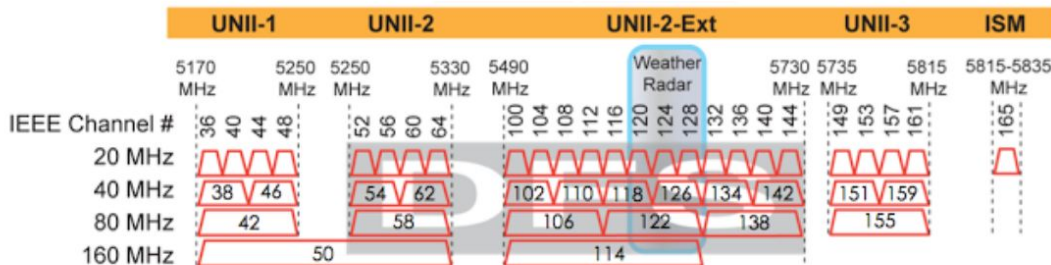 UNII-1 UNII-2 UNII-2-Ext UNII-3 ISM
5170 MHz 5250 MHz 5250 MHz 5330 MHz 5490 MHz Weather Radar 5730 MHz 5735 MHz 5815 MHz 5815-5835 MHz
IEEE Channel # 36 40 44 48 52 56 60 64 100 104 108 112 116 120 124 128 132 136 140 144 149 153 157 161 165
20 MHz
40 MHz 38 46 54 62 102 110 118 126 134 142 151 159
80 MHz 42 58 106 122 138 155
160 MHz 50 114
DFS